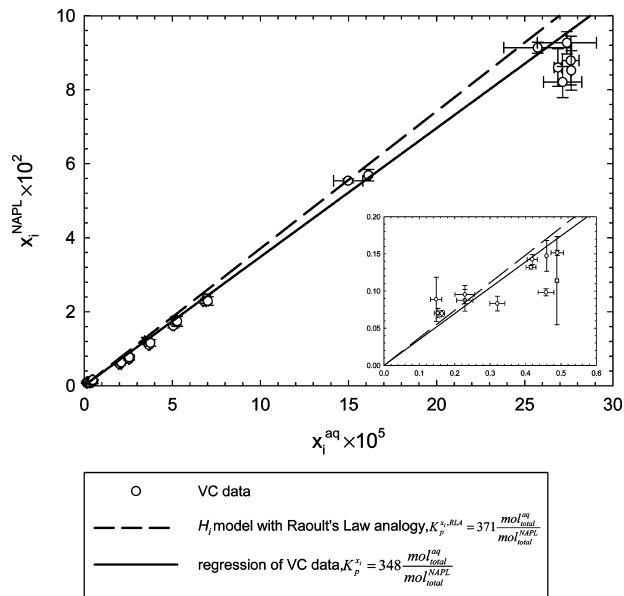 10
8
6
4
2
0
x_i^NAPL×10^2
0.20
0.15
0.10
0.05
0.00
0.0 0.1 0.2 0.3 0.4 0.5 0.6
0 5 10 15 20 25 30
x_i^aq×10^5
VC data
H_i model with Raoult's Law analogy, K_p^{x_i,RLA} = 371 mol_total^aq / mol_total^NAPL
regression of VC data, K_p^{x_i} = 348 mol_total^aq / mol_total^NAPL